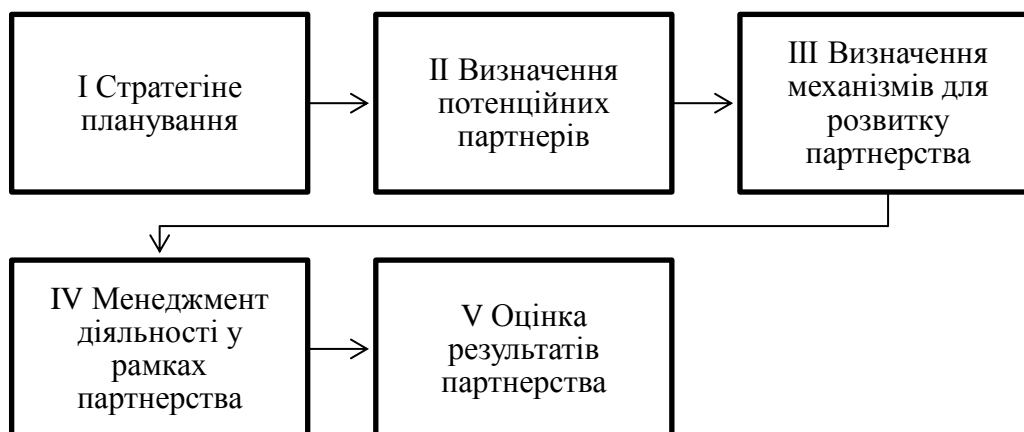 I Стратегіне
планування
II Визначення
потенційних
партнерів
III Визначення
механізмів для
розвитку
партнерства
IV Менеджмент
діяльності у
рамках
партнерства
V Оцінка
результатів
партнерства